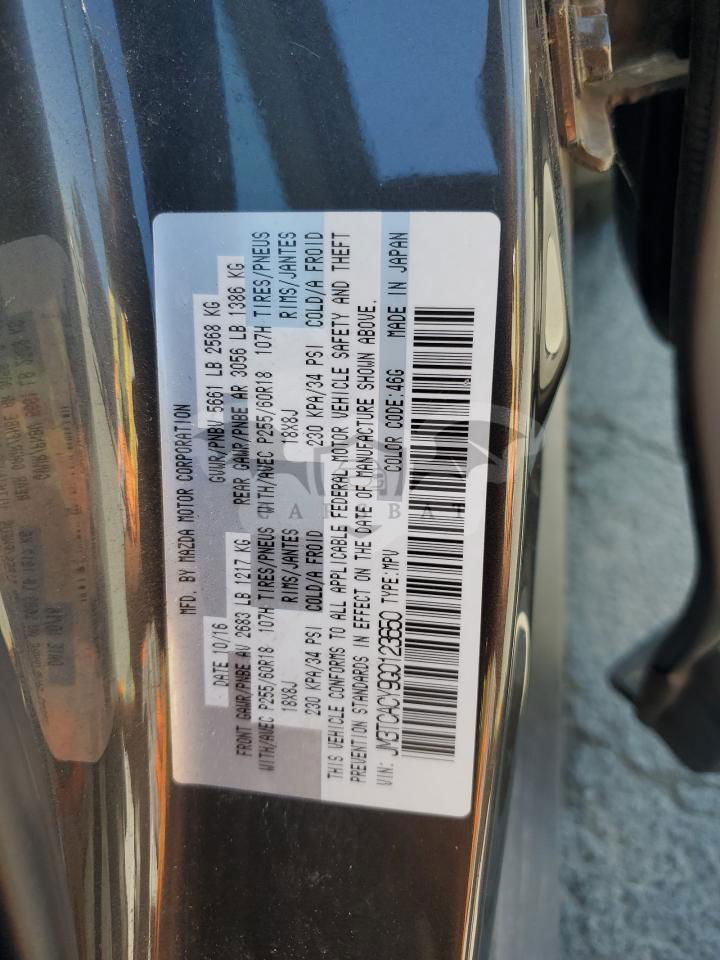 MFD. BY MAZDA MOTOR CORPORATION
DATE 10/16 GVWR/PNBV 5661 LB 2568 KG
FRONT GAWR/PNBE AV 2683 LB 1217 KG REAR GAWR/PNBE AR 3056 LB 1386 KG
WITH/AVEC P255/60R18 107H TIRES/PNEUS WITH/AVEC P255/60R18 107H TIRES/PNEUS
18X8J RIMS/JANTES 18X8J RIMS/JANTES
230 KPA/34 PSI COLD/A FROID 230 KPA/34 PSI COLD/A FROID
THIS VEHICLE CONFORMS TO ALL APPLICABLE FEDERAL MOTOR VEHICLE SAFETY AND THEFT
PREVENTION STANDARDS IN EFFECT ON THE DATE OF MANUFACTURE SHOWN ABOVE.
VIN: JM3TCACY9G0123650 TYPE:MPV COLOR CODE:46G MADE IN JAPAN